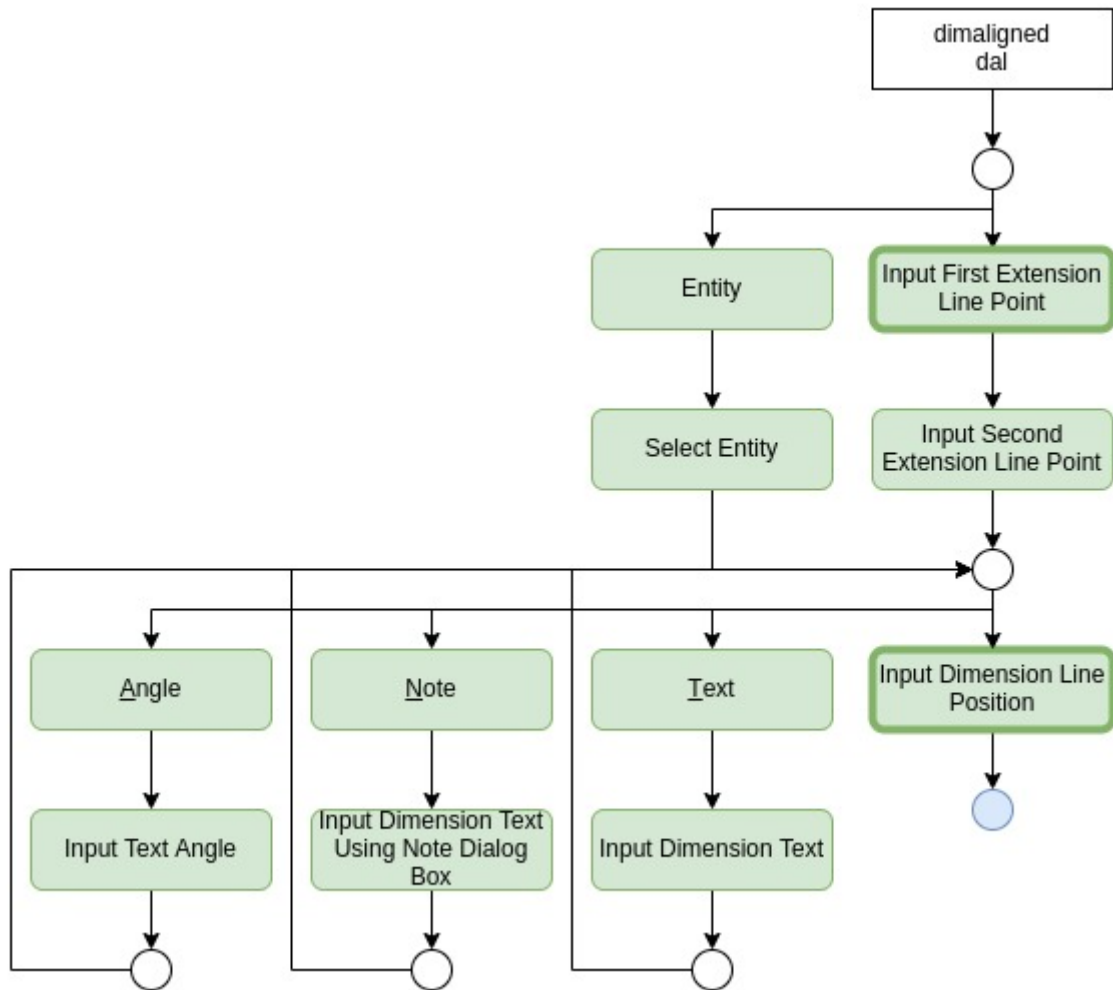 dimaligned
dal
Entity
Input First Extension
Line Point
Select Entity
Input Second
Extension Line Point
Angle
Note
Text
Input Dimension Line
Position
Input Text Angle
Input Dimension Text
Using Note Dialog
Box
Input Dimension Text